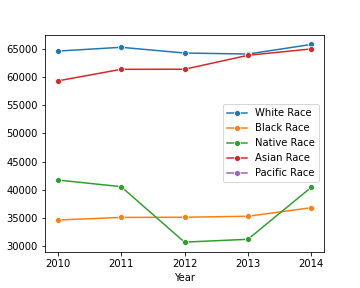 65000
60000
55000
50000
45000
40000
35000
30000
White Race
Black Race
Native Race
Asian Race
Pacific Race
2010 2011 2012 2013 2014
Year